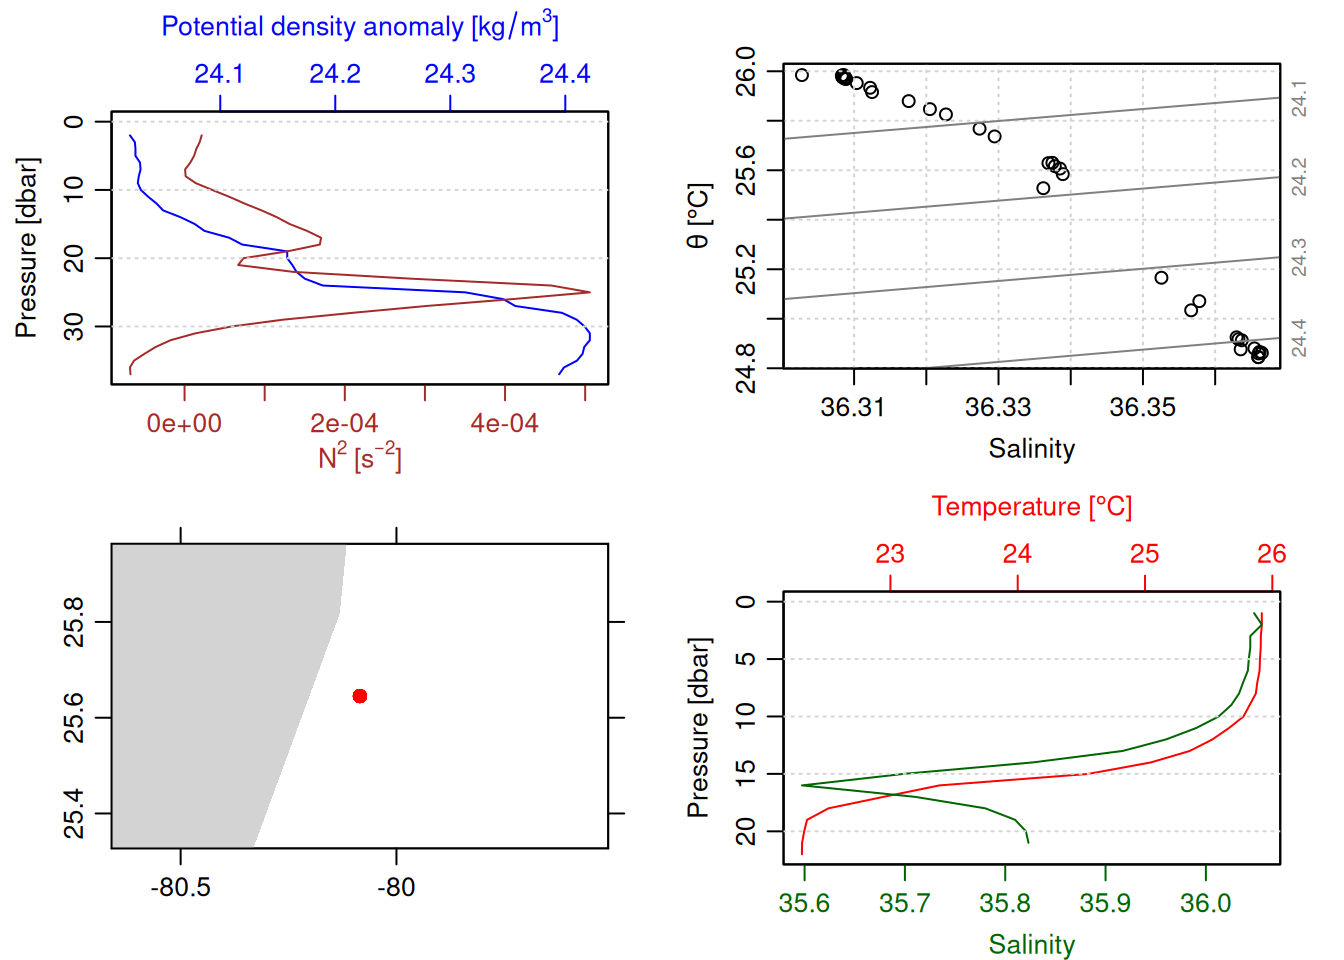 Potential density anomaly [kg/m³]
24.1 24.2 24.3 24.4
Pressure [dbar]
0 10 20 30
0e+00 2e-04 4e-04
N² [s⁻²]
θ [°C]
26.0 25.6 25.2 24.8
24.1 24.2 24.3 24.4
36.31 36.33 36.35
Salinity
25.8 25.6 25.4
-80.5 -80
Temperature [°C]
23 24 25 26
Pressure [dbar]
0 5 10 15 20
35.6 35.7 35.8 35.9 36.0
Salinity